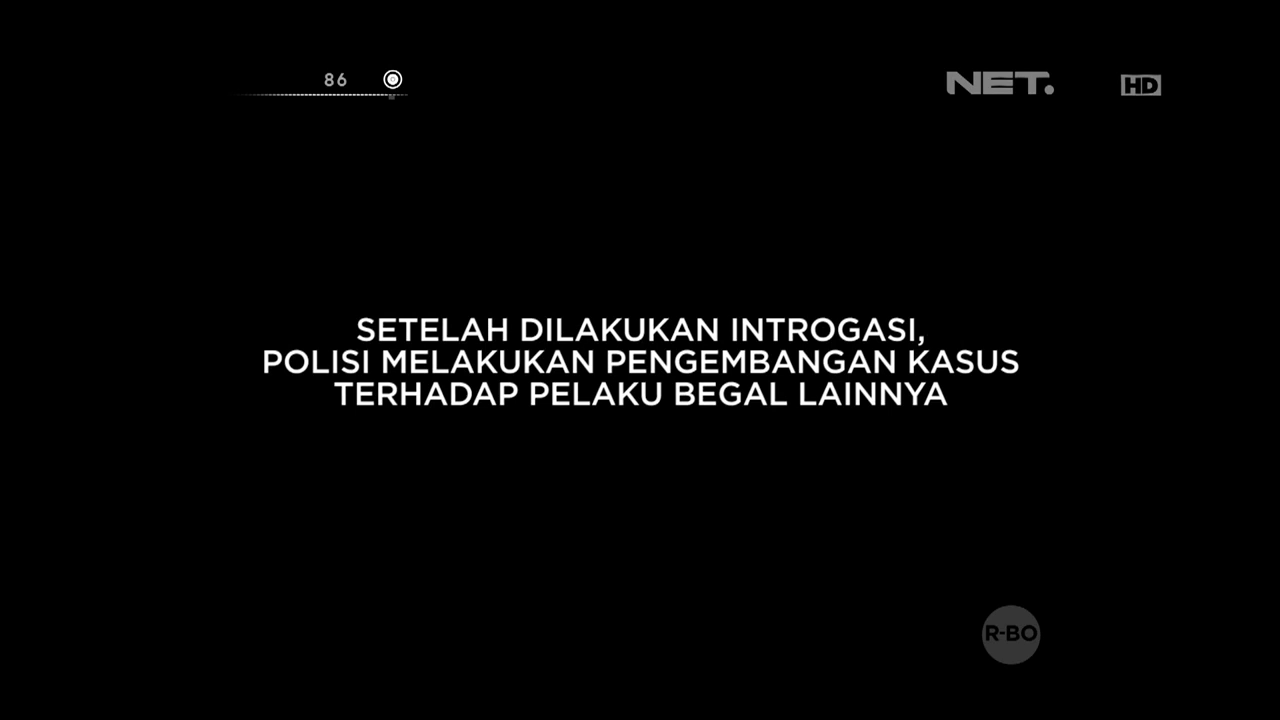 86
NET.
HD
SETELAH DILAKUKAN INTROGASI,
POLISI MELAKUKAN PENGEMBANGAN KASUS
TERHADAP PELAKU BEGAL LAINNYA
R-BO